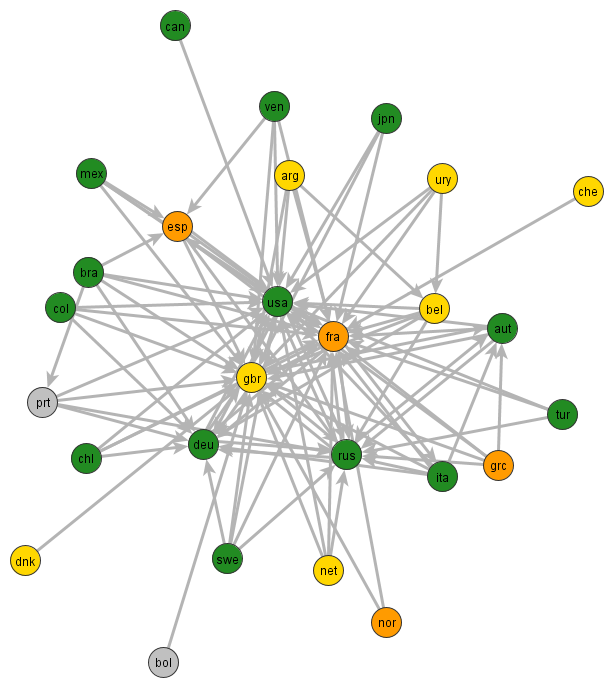 can
ven
jpn
mex
arg
ury
che
esp
bra
col
usa
bel
fra
aut
gbr
prt
tur
chl
deu
rus
ita
grc
dnk
swe
net
nor
bol